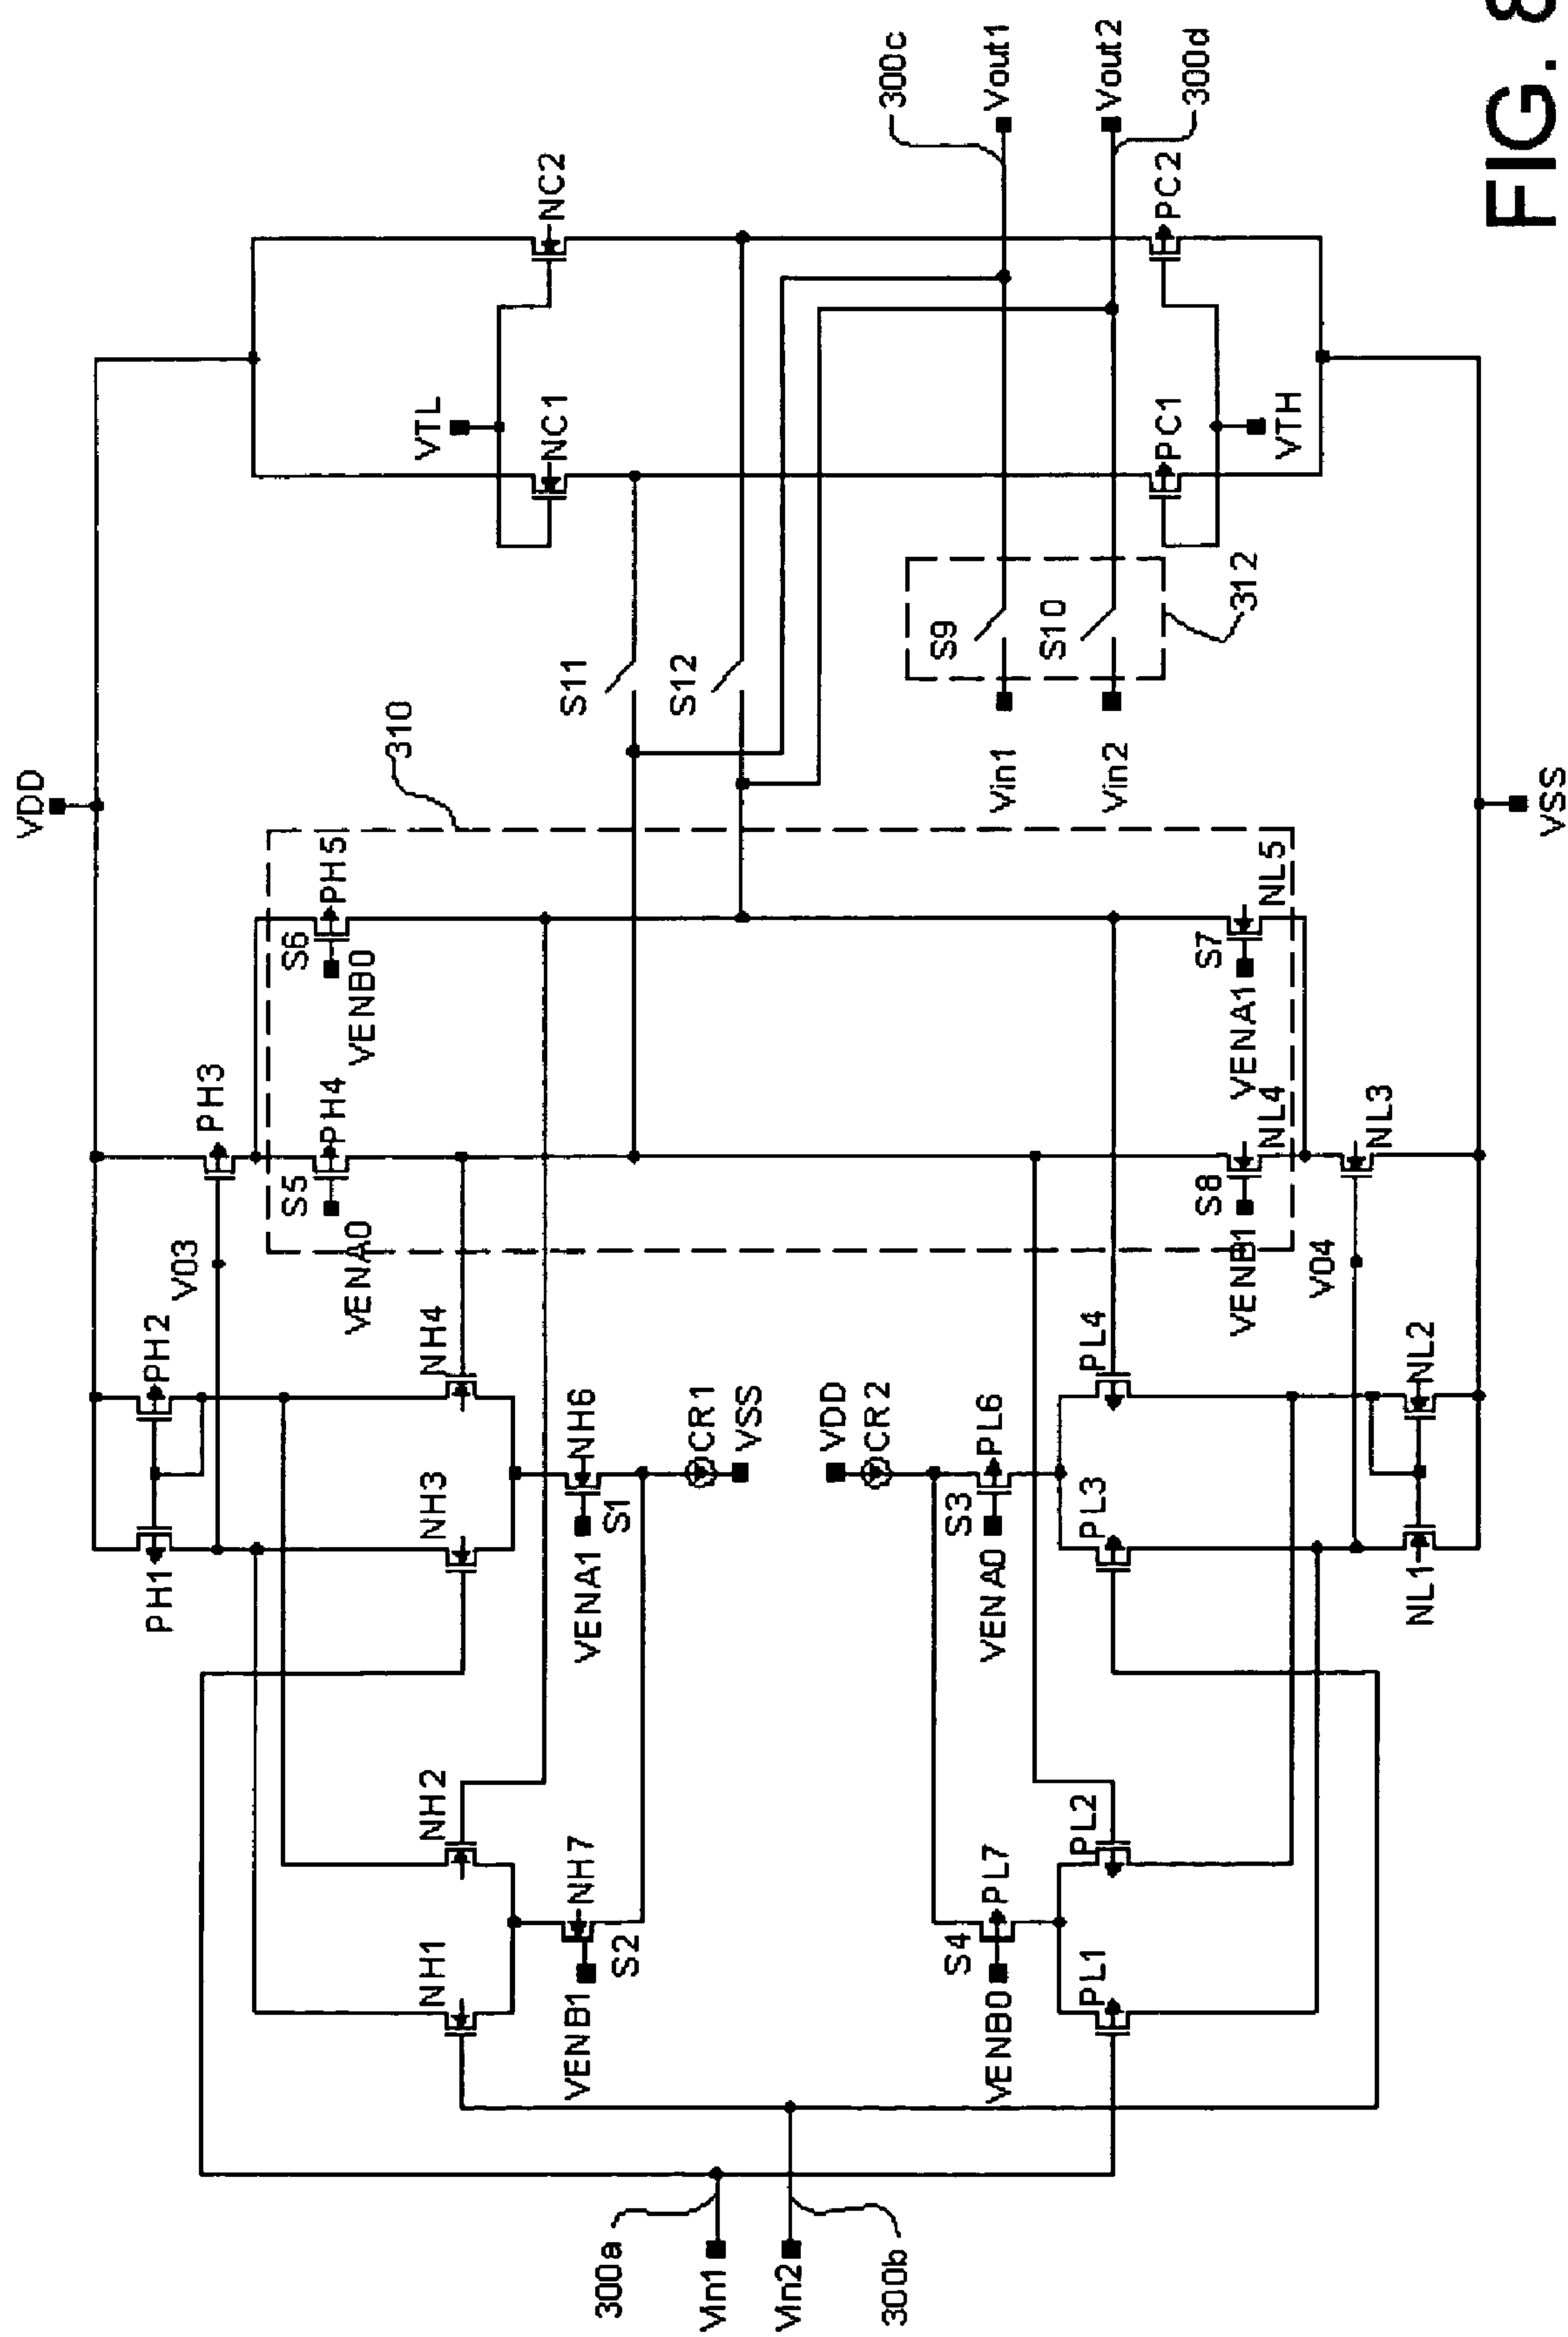 VDD
PH1
PH2
VO3
PH3
310
S5
PH4
VENA0
S6
PH5
VENB0
VTL
NC1
NC2
NH1
NH2
NH3
NH4
VENB1
NH7
S2
VENA1
NH6
S1
CR1
VSS
S11
S12
300a
Vin1
Vin2
300b
VDD
CR2
S4
PL7
VENB0
S3
PL6
VENA0
PL1
PL2
PL3
PL4
Vin1
Vin2
S9
S10
312
300c
Vout1
Vout2
300d
PC1
PC2
VTH
S8
NL4
VENB1
S7
NL5
VENA1
VO4
NL3
NL1
NL2
VSS
FIG. 8